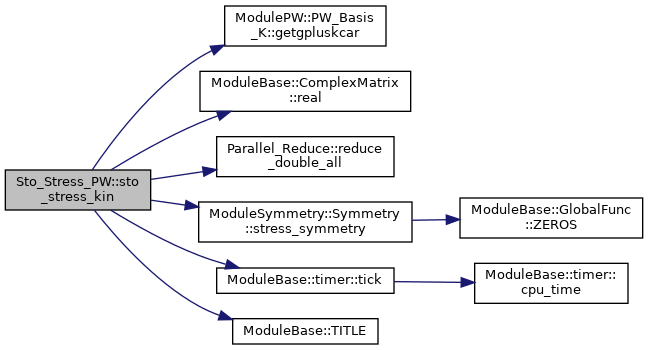 ModulePW::PW_Basis
_K::getgpluskcar
ModuleBase::ComplexMatrix
::real
Parallel_Reduce::reduce
_double_all
Sto_Stress_PW::sto
_stress_kin
ModuleSymmetry::Symmetry
::stress_symmetry
ModuleBase::GlobalFunc
::ZEROS
ModuleBase::timer::tick
ModuleBase::timer::
cpu_time
ModuleBase::TITLE